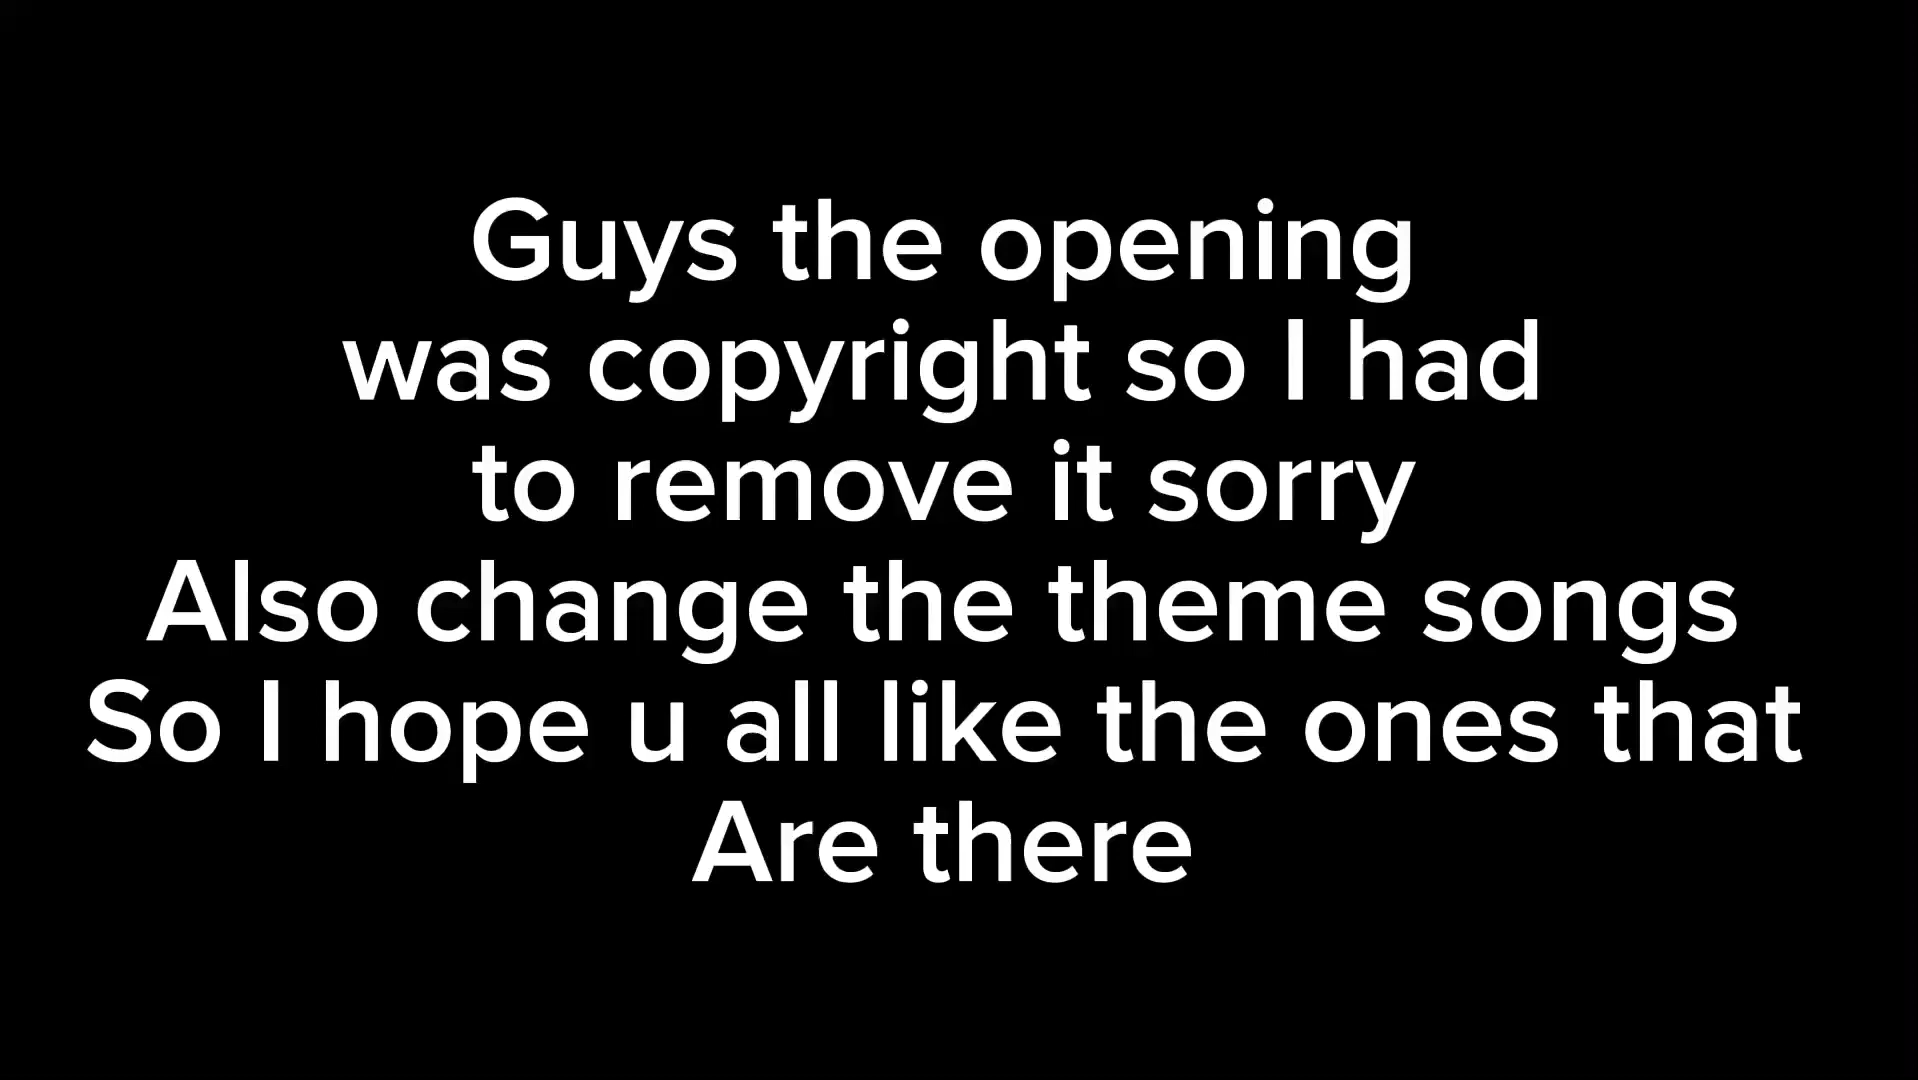 Guys the opening
was copyright so I had
to remove it sorry
Also change the theme songs
So I hope u all like the ones that
Are there